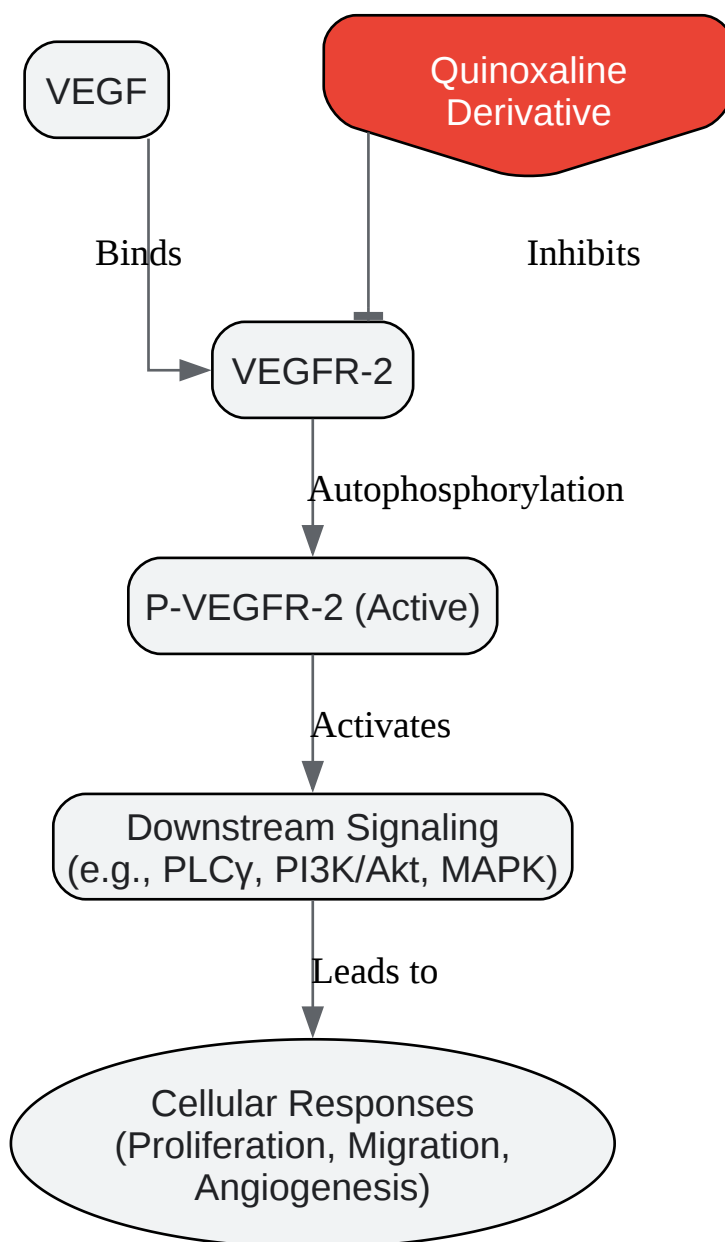 VEGF
Quinoxaline
Derivative
Binds
Inhibits
VEGFR-2
Autophosphorylation
P-VEGFR-2 (Active)
Activates
Downstream Signaling
(e.g., PLCγ, PI3K/Akt, MAPK)
Leads to
Cellular Responses
(Proliferation, Migration,
Angiogenesis)